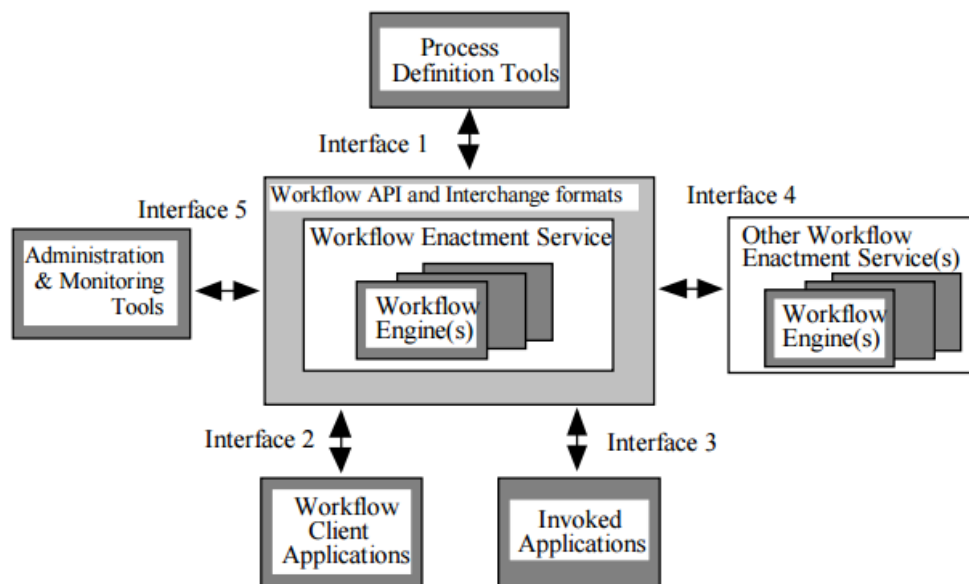 Process
Definition Tools
Interface 1
Workflow API and Interchange formats
Interface 5
Interface 4
Workflow Enactment Service
Other Workflow
Enactment Service(s)
Administration
& Monitoring
Tools
Workflow
Engine(s)
Workflow
Engine(s)
Interface 2
Interface 3
Workflow
Client
Applications
Invoked
Applications